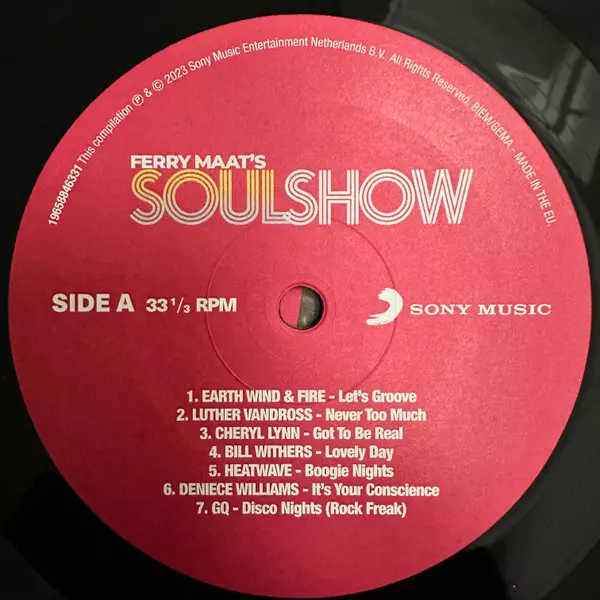 19658846331 This compilation ℗ & © 2023 Sony Music Entertainment Netherlands B.V. All Rights Reserved. BIEM/GEMA - MADE IN THE EU.
FERRY MAAT'S
SOULSHOW
SIDE A 33 1/3 RPM
SONY MUSIC
1. EARTH WIND & FIRE - Let's Groove
2. LUTHER VANDROSS - Never Too Much
3. CHERYL LYNN - Got To Be Real
4. BILL WITHERS - Lovely Day
5. HEATWAVE - Boogie Nights
6. DENIECE WILLIAMS - It's Your Conscience
7. GQ - Disco Nights (Rock Freak)